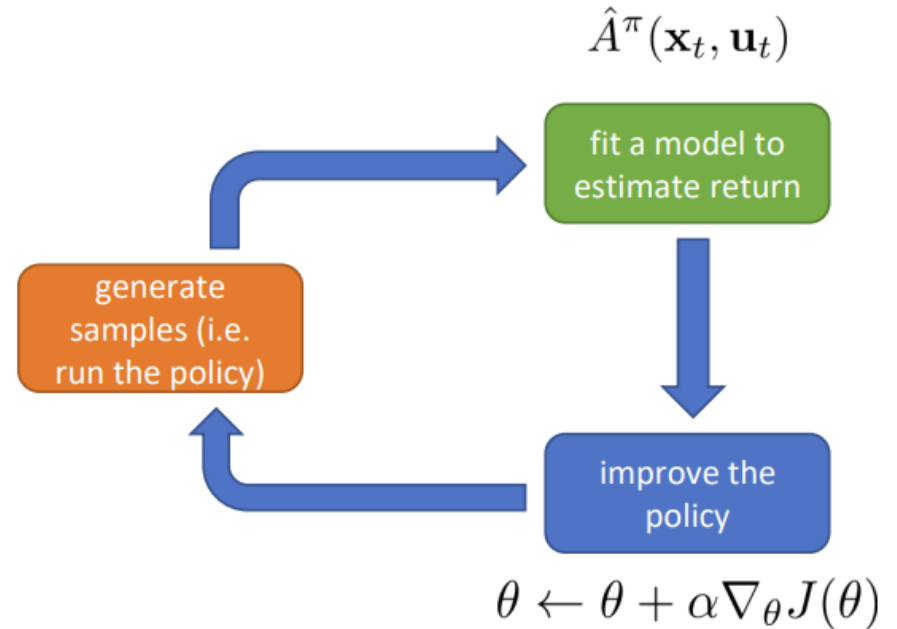 Â^π(x_t, u_t)
fit a model to
estimate return
generate
samples (i.e.
run the policy)
improve the
policy
θ ← θ + α∇_θ J(θ)